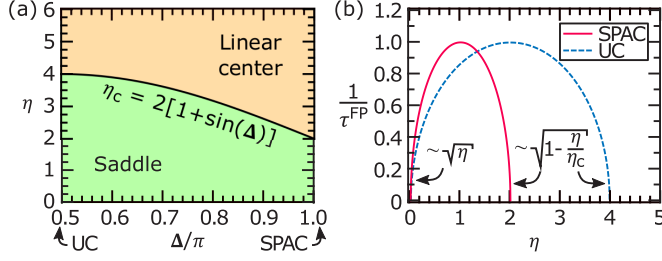 (a)
6
5
4
3
2
1
0
η
Linear
center
η_c = 2[1+sin(Δ)]
Saddle
0.5 0.6 0.7 0.8 0.9 1.0
UC Δ/π SPAC
(b)
1.0
0.8
0.6
0.4
0.2
0
1/τ^FP
SPAC
UC
~√η
~√(1-η/η_c)
0 1 2 3 4 5
η